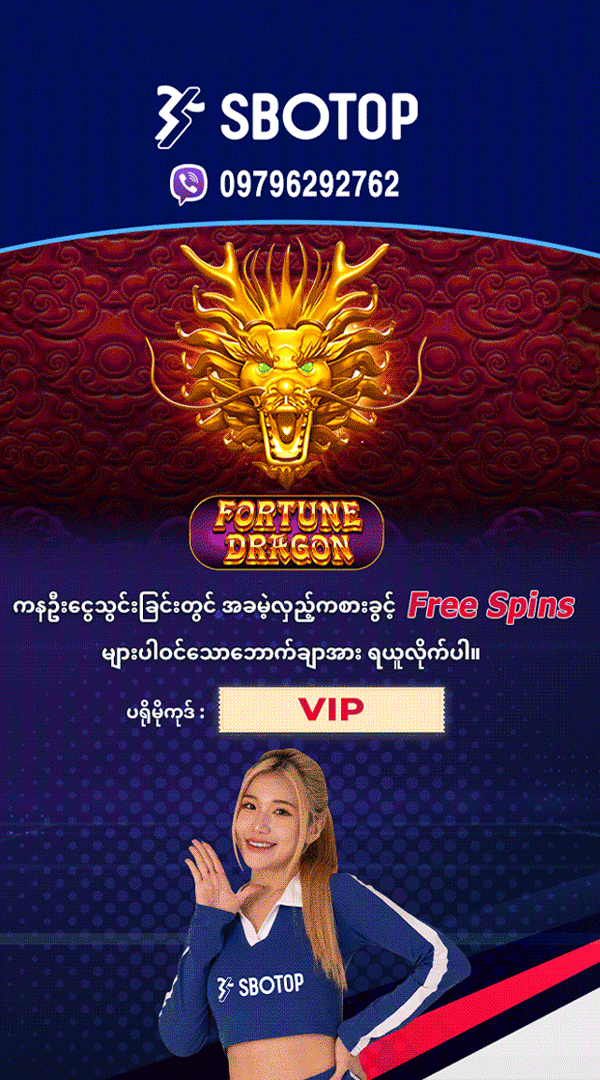 SBOTOP
09796292762
FORTUNE
DRAGON
ကနဦးငွေသွင်းခြင်းတွင် အခမဲ့လှည့်ကစားခွင့် Free Spins
များပါဝင်သောဘောက်ချာအား ရယူလိုက်ပါ။
ပရိုမိုကုဒ် : VIP
SBOTOP